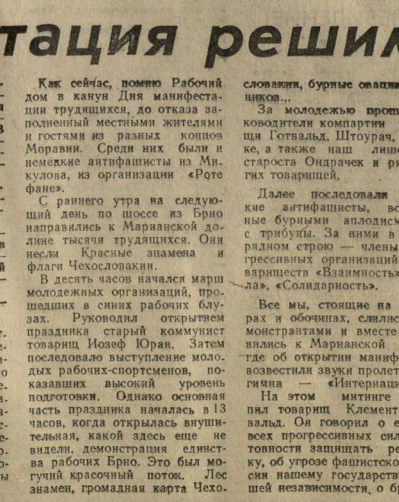 тация решил
Как сейчас, помню Рабочий
дом в канун Дня манифеста-
ции трудящихся, до отказа за-
полненный местными жителями
и гостями из разных концов
Моравии. Среди них были и
немецкие антифашисты из Ми-
кулова, из организации «Роте
фане».
С раннего утра на следую-
щий день по шоссе из Брно
направились к Марианской до-
лине тысячи трудящихся. Они
несли Красные знамена и
флаги Чехословакии.
В десять часов начался марш
молодежных организаций, про-
шедших в синих рабочих блу-
зах. Руководил открытием
праздника старый коммунист
товарищ Иозеф Юран. Затем
последовало выступление моло-
дых рабочих-спортсменов, по-
казавших высокий уровень
подготовки. Однако основная
часть праздника началась в 13
часов, когда открылась внуши-
тельная, какой здесь еще не
видели, демонстрация единст-
ва рабочих Брно. Это был мо-
гучий красочный поток. Лес
знамен, громадная карта Чехо-
словакии, бурные оваци
ников...
За молодежью прош
ководители компартии
щи Готвальд, Штоурач,
ке, а также наш лише
староста Ондрачек и ря
гих товарищей.
Далее последовали
кие антифашисты, вс
ные бурными аплодисм
с трибуны. За ними в
рядном строю — члены
грессивных организаций
вариществ «Взаимность»
ла», «Солидарность».
Все мы, стоящие на
рах и обочинах, слились
монстрантами и вместе
вились к Марианской
где об открытии маниф
возвестили звуки пролет
гимна — «Интернаци
На этом митинге
пил товарищ Клемент
вальд. Он говорил о е
всех прогрессивных сил
товности защищать ре
ку, об угрозе фашистско
сии нашему государству
шей независимости, о б